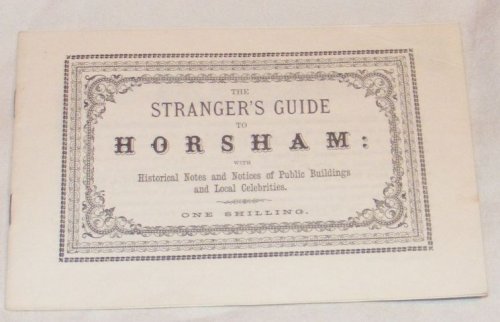 THE
STRANGER'S GUIDE
TO
HORSHAM:
WITH
Historical Notes and Notices of Public Buildings
and Local Celebrities.
ONE SHILLING.